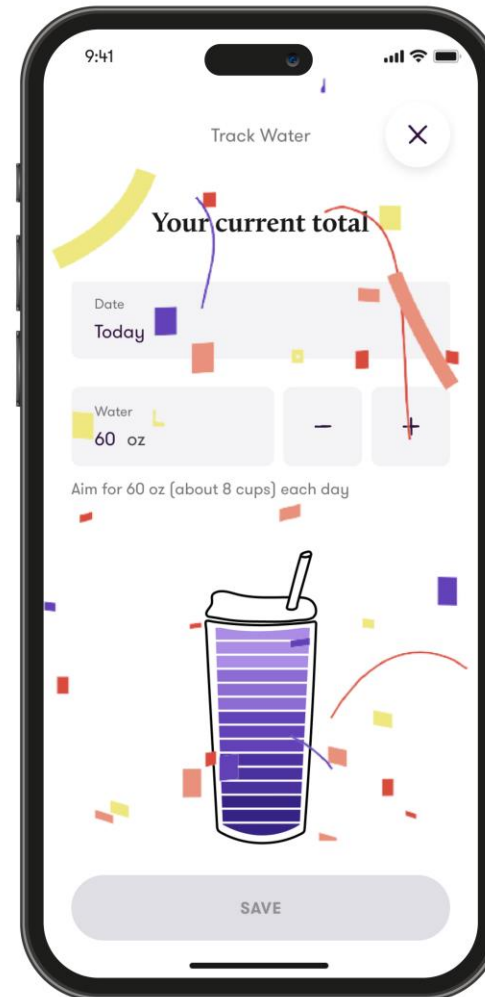 9:41
Track Water
Your current total
Date
Today
Water
60 oz
Aim for 60 oz (about 8 cups) each day
SAVE